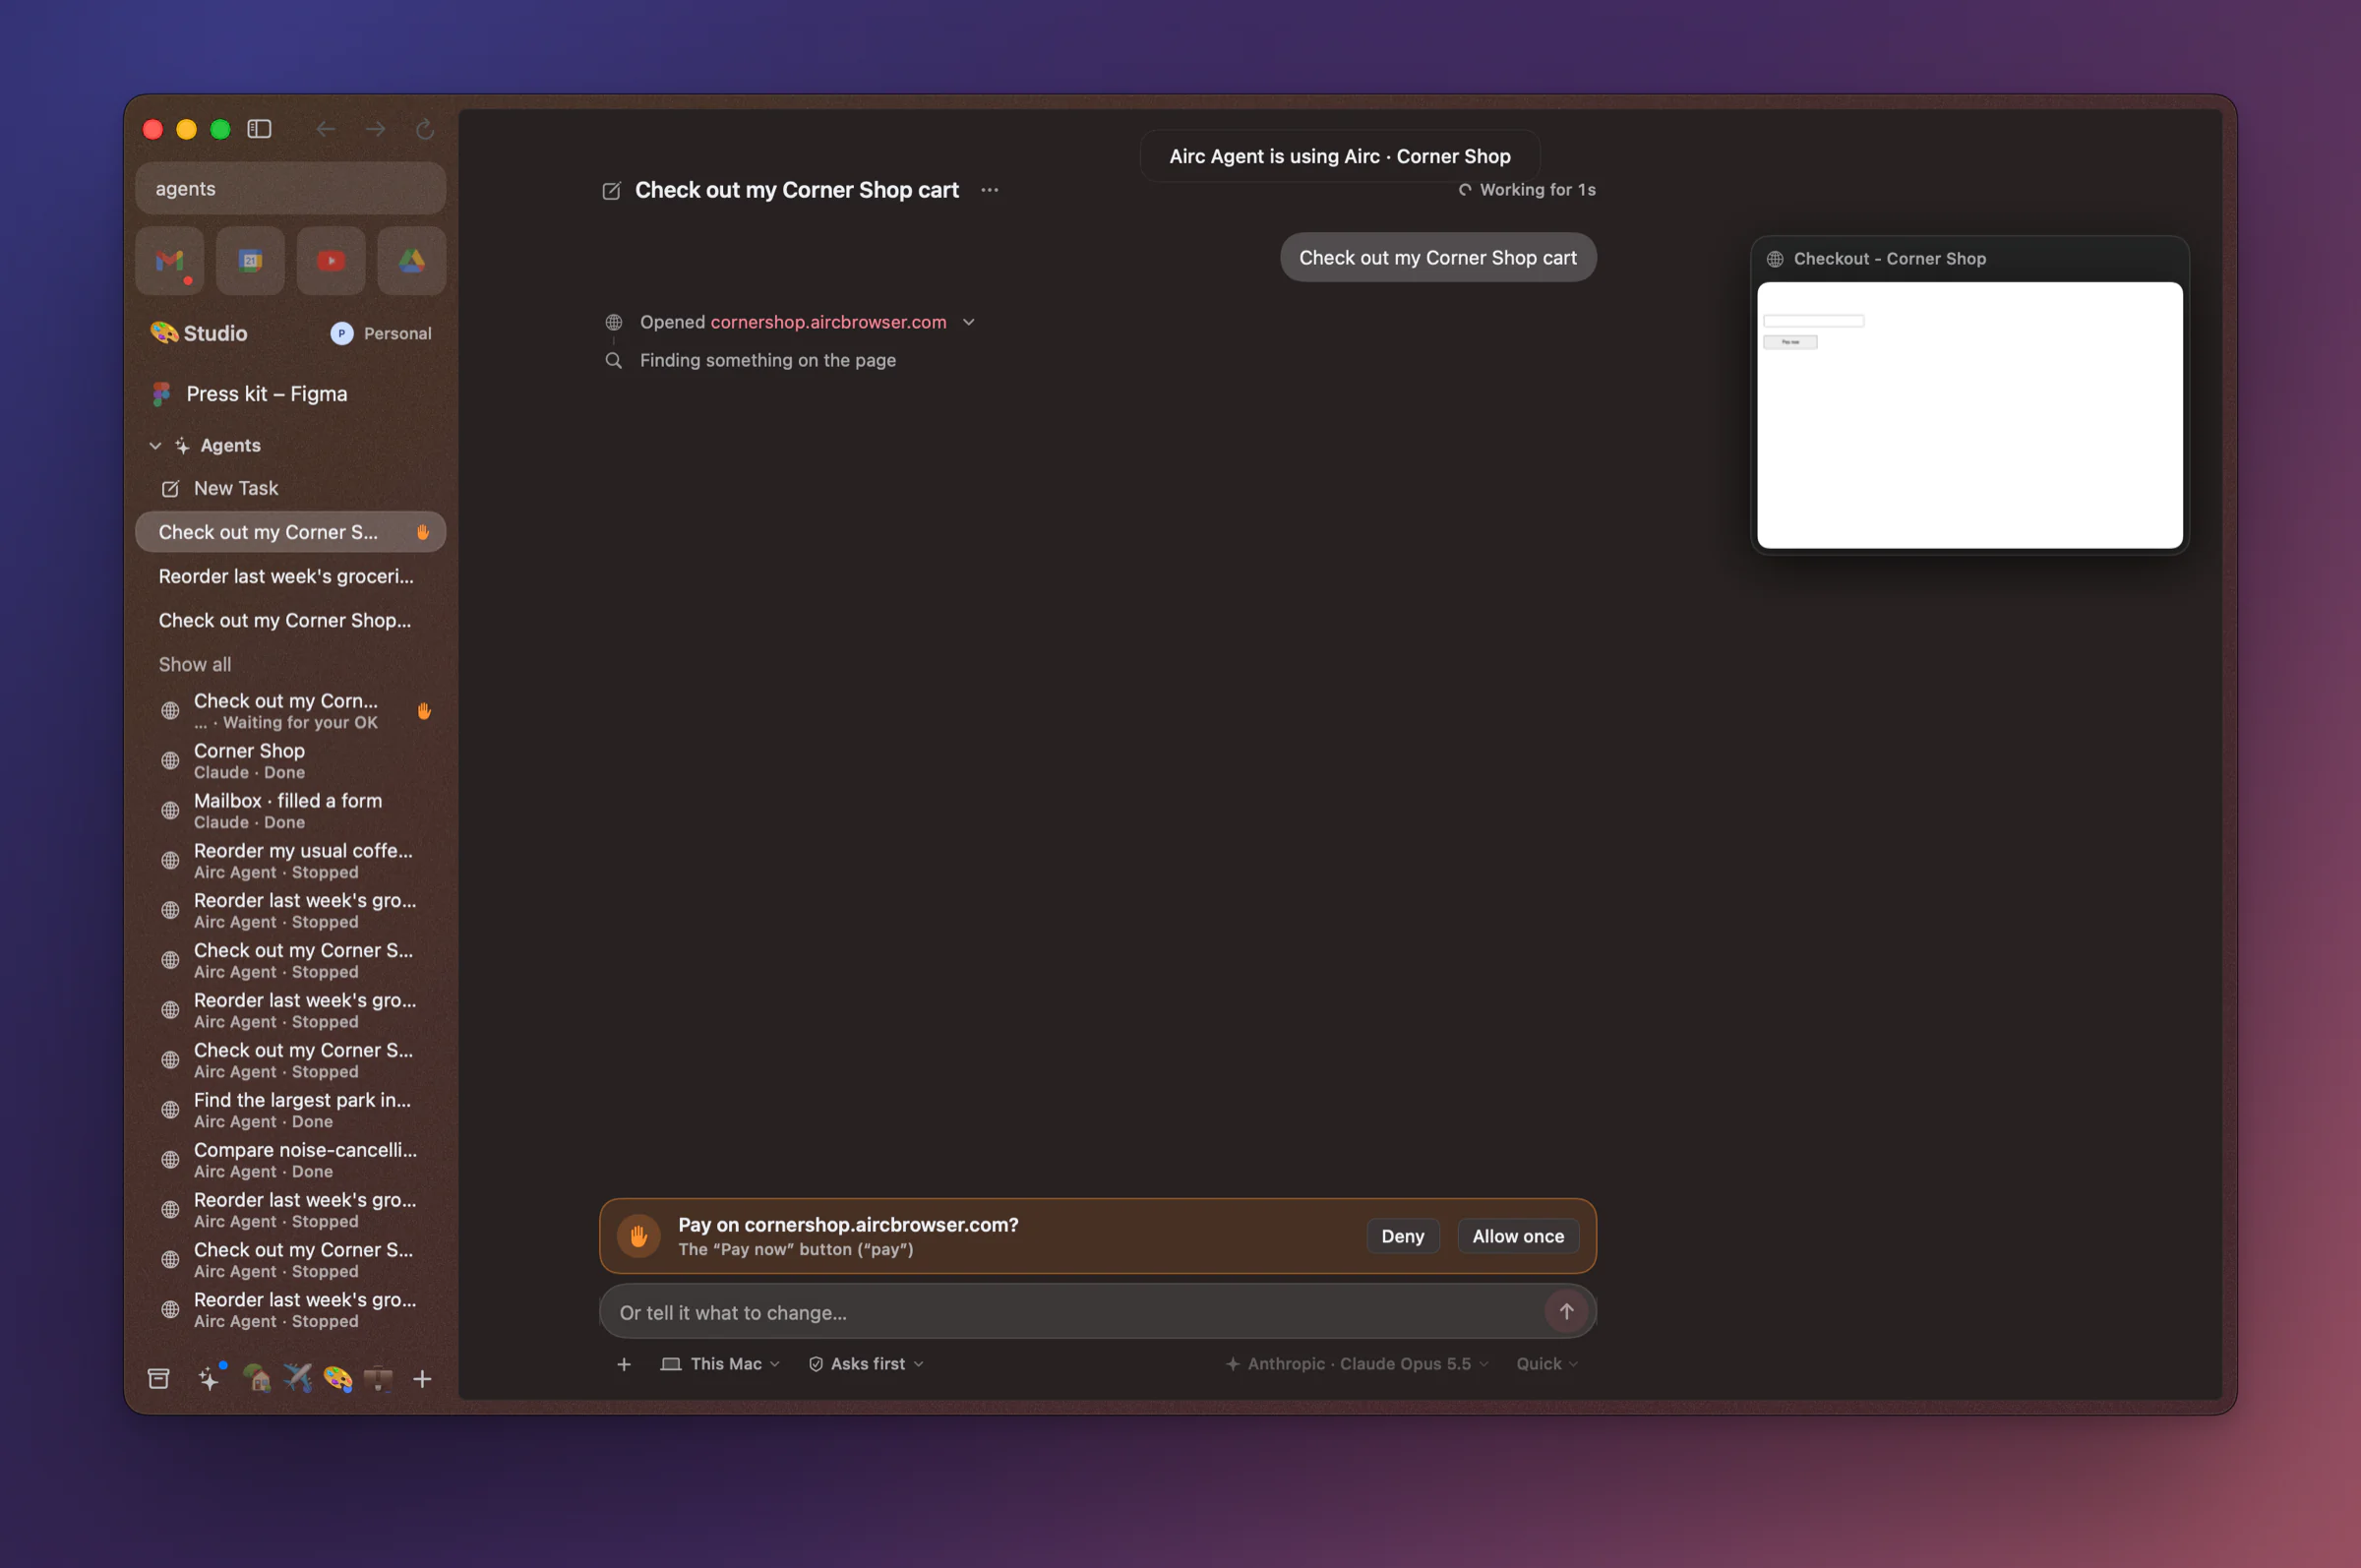 agents
21
Studio
P
Personal
Press kit – Figma
Agents
New Task
Check out my Corner S...
Reorder last week's groceri...
Check out my Corner Shop...
Show all
Check out my Corn...
... · Waiting for your OK
Corner Shop
Claude · Done
Mailbox · filled a form
Claude · Done
Reorder my usual coffe...
Airc Agent · Stopped
Reorder last week's gro...
Airc Agent · Stopped
Check out my Corner S...
Airc Agent · Stopped
Reorder last week's gro...
Airc Agent · Stopped
Check out my Corner S...
Airc Agent · Stopped
Find the largest park in...
Airc Agent · Done
Compare noise-cancelli...
Airc Agent · Done
Reorder last week's gro...
Airc Agent · Stopped
Check out my Corner S...
Airc Agent · Stopped
Reorder last week's gro...
Airc Agent · Stopped
Airc Agent is using Airc · Corner Shop
Check out my Corner Shop cart
Working for 1s
Check out my Corner Shop cart
Opened cornershop.aircbrowser.com
Finding something on the page
Checkout - Corner Shop
Pay now
Pay on cornershop.aircbrowser.com?
The “Pay now” button (“pay”)
Deny
Allow once
Or tell it what to change...
This Mac
Asks first
Anthropic · Claude Opus 5.5
Quick